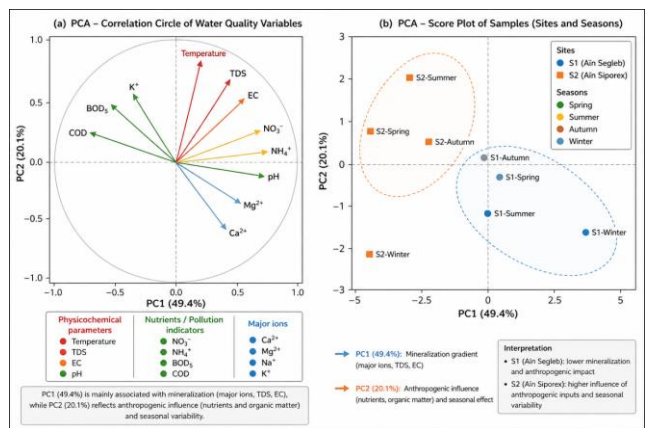 (a) PCA – Correlation Circle of Water Quality Variables
1.0
0.5
0.0
−0.5
−1.0
PC2 (20.1%)
Temperature
TDS
EC
K⁺
BOD₅
COD
NO₃⁻
NH₄⁺
pH
Mg²⁺
Ca²⁺
−1.0
−0.5
0.0
0.5
1.0
PC1 (49.4%)
Physicochemical
parameters
Temperature
TDS
EC
pH
Nutrients / Pollution
indicators
NO₃⁻
NH₄⁺
BOD₅
COD
Major ions
Ca²⁺
Mg²⁺
Na⁺
K⁺
PC1 (49.4%) is mainly associated with mineralization (major ions, TDS, EC),
while PC2 (20.1%) reflects anthropogenic influence (nutrients and organic matter)
and seasonal variability.
(b) PCA – Score Plot of Samples (Sites and Seasons)
3
2
1
0
−1
−2
−3
PC2 (20.1%)
S2-Summer
S2-Spring
S2-Autumn
S2-Winter
S1-Autumn
S1-Spring
S1-Summer
S1-Winter
Sites
S1 (Aïn Segleb)
S2 (Aïn Siporex)
Seasons
Spring
Summer
Autumn
Winter
−5
−2.5
0
2.5
5
PC1 (49.4%)
PC1 (49.4%): Mineralization gradient
(major ions, TDS, EC)
PC2 (20.1%): Anthropogenic influence
(nutrients, organic matter) and seasonal effect
Interpretation
• S1 (Aïn Segleb): lower mineralization
and anthropogenic impact
• S2 (Aïn Siporex): higher influence of
anthropogenic inputs and seasonal
variability